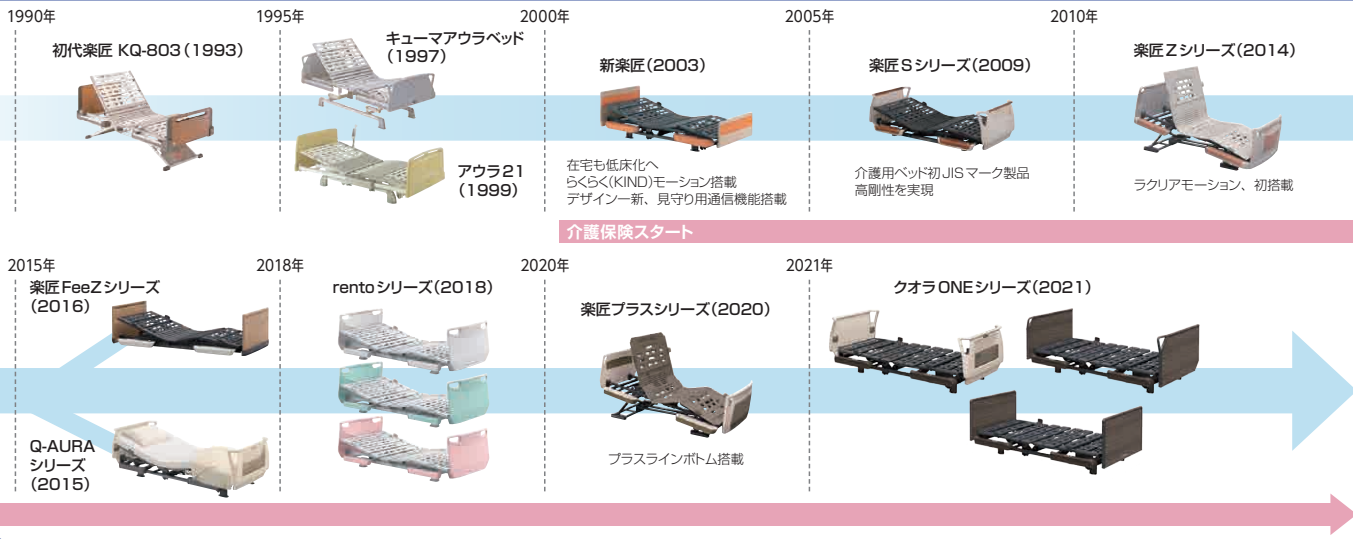 1990年
1995年
2000年
2005年
2010年
初代楽匠 KQ-803(1993)
キューマアウラベッド
(1997)
アウラ21
(1999)
新楽匠(2003)
在宅も低床化へ
らくらく(KIND)モーション搭載
デザイン一新、見守り用通信機能搭載
楽匠Sシリーズ(2009)
介護用ベッド初JISマーク製品
高剛性を実現
楽匠Zシリーズ(2014)
ラクリアモーション、初搭載
介護保険スタート
2015年
2018年
2020年
2021年
楽匠FeeZシリーズ
(2016)
Q-AURA
シリーズ
(2015)
rentoシリーズ(2018)
楽匠プラスシリーズ(2020)
プラスラインボトム搭載
クオラONEシリーズ(2021)